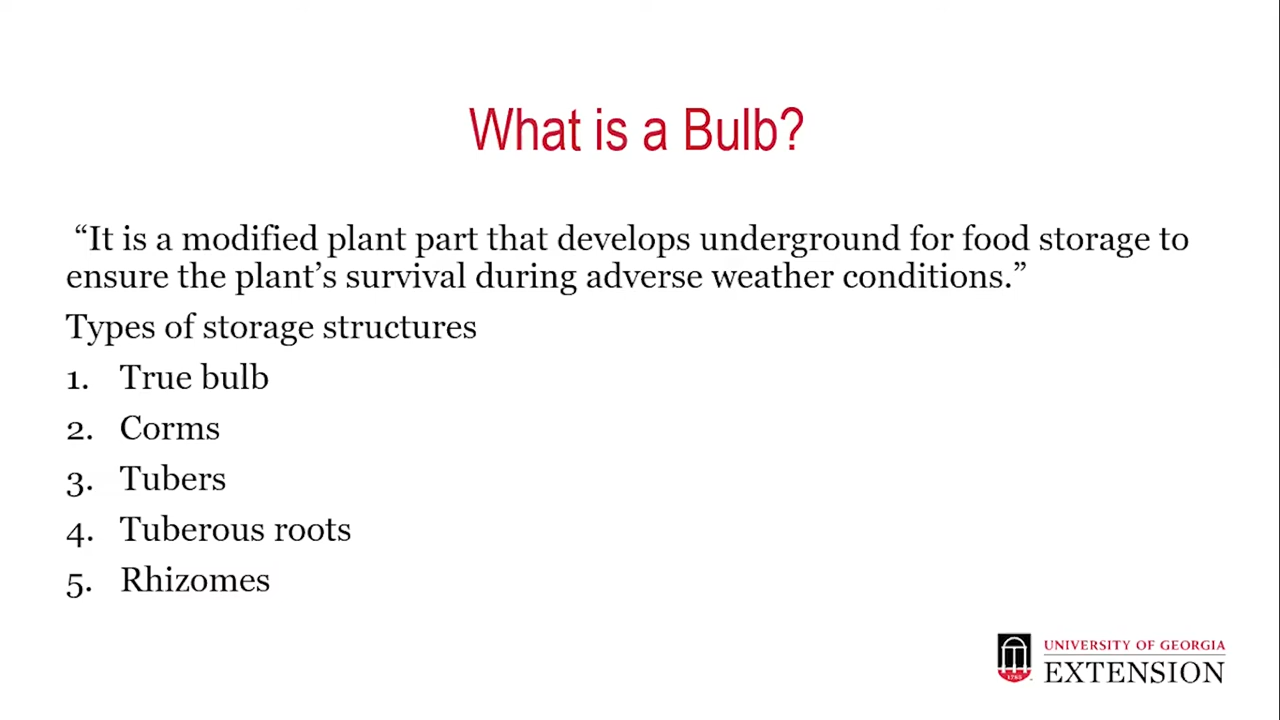 What is a Bulb?
“It is a modified plant part that develops underground for food storage to
ensure the plant’s survival during adverse weather conditions.”
Types of storage structures
1. True bulb
2. Corms
3. Tubers
4. Tuberous roots
5. Rhizomes
1785
UNIVERSITY OF GEORGIA
EXTENSION